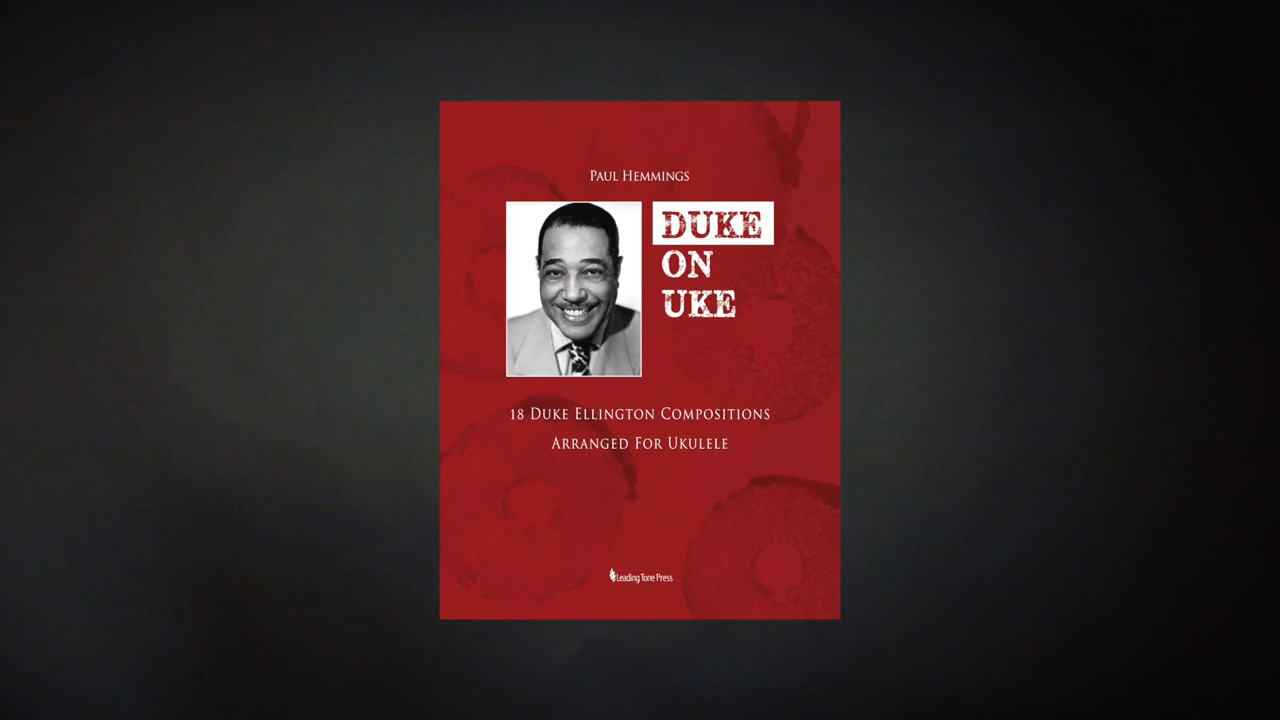 PAUL HEMMINGS
DUKE
ON
UKE
18 DUKE ELLINGTON COMPOSITIONS
ARRANGED FOR UKULELE
Leading Tone Press